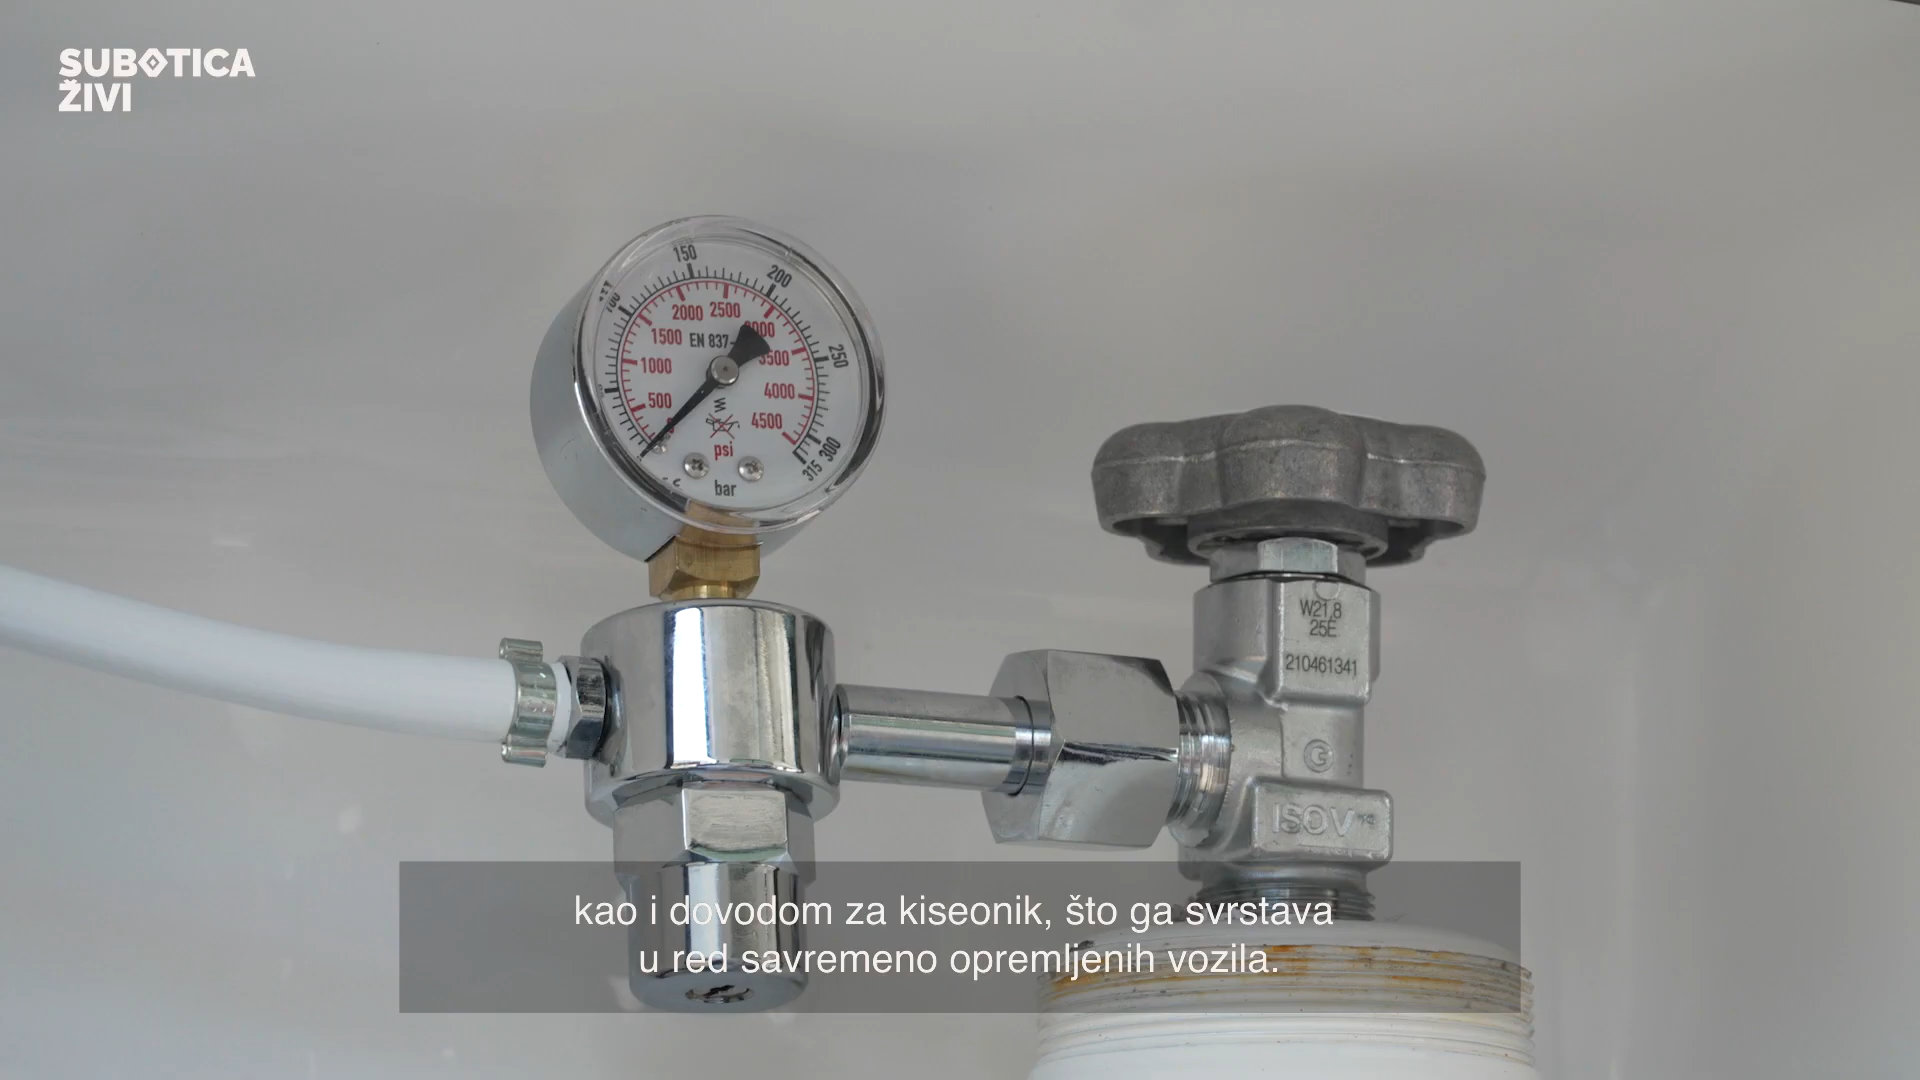 SUBOTICA
ŽIVI
150
200
250
300
315
2000 2500
1500
3500
1000
4000
500
4500
EN 837-
psi
bar
W21,8
25E
210461341
G
ISOV
kao i dovodom za kiseonik, što ga svrstava
u red savremeno opremljenih vozila.